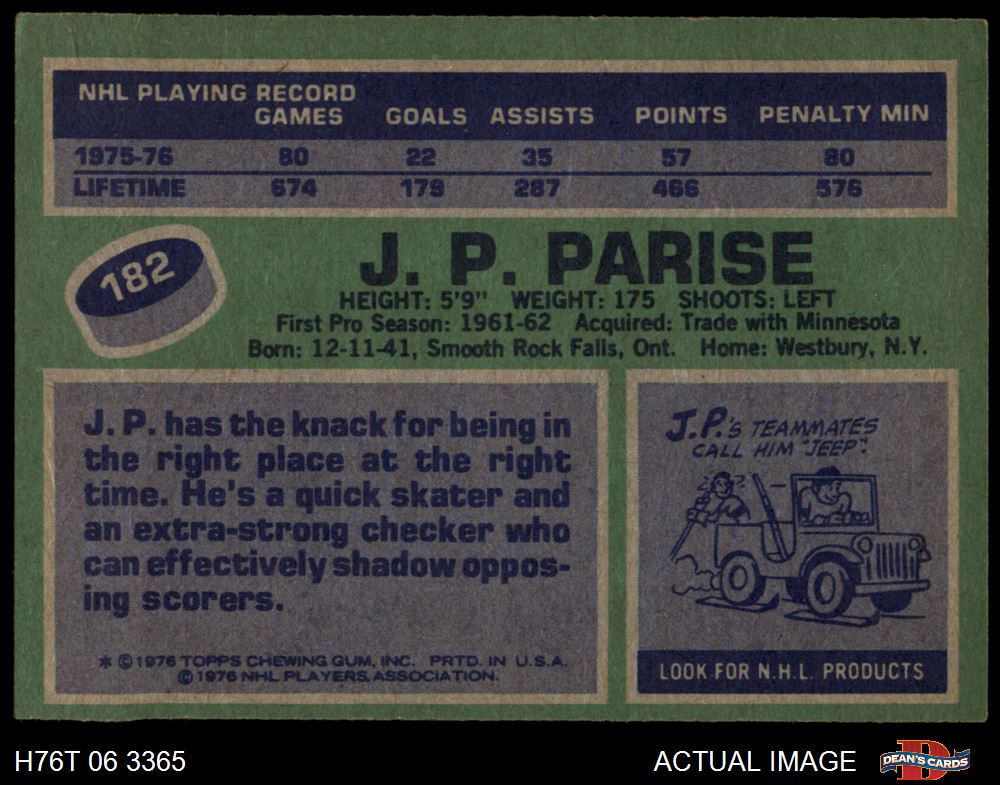 NHL PLAYING RECORD
GAMES GOALS ASSISTS POINTS PENALTY MIN
1975-76 80 22 35 57 80
LIFETIME 674 179 287 466 576
182
J. P. PARISE
HEIGHT: 5'9" WEIGHT: 175 SHOOTS: LEFT
First Pro Season: 1961-62 Acquired: Trade with Minnesota
Born: 12-11-41, Smooth Rock Falls, Ont. Home: Westbury, N.Y.
J. P. has the knack for being in
the right place at the right
time. He's a quick skater and
an extra-strong checker who
can effectively shadow oppos-
ing scorers.
* © 1976 TOPPS CHEWING GUM, INC. PRTD. IN U.S.A.
© 1976 NHL PLAYERS ASSOCIATION.
J.P.'S TEAMMATES
CALL HIM "JEEP".
LOOK FOR N.H.L. PRODUCTS
H76T 06 3365
ACTUAL IMAGE
D
DEAN'S CARDS